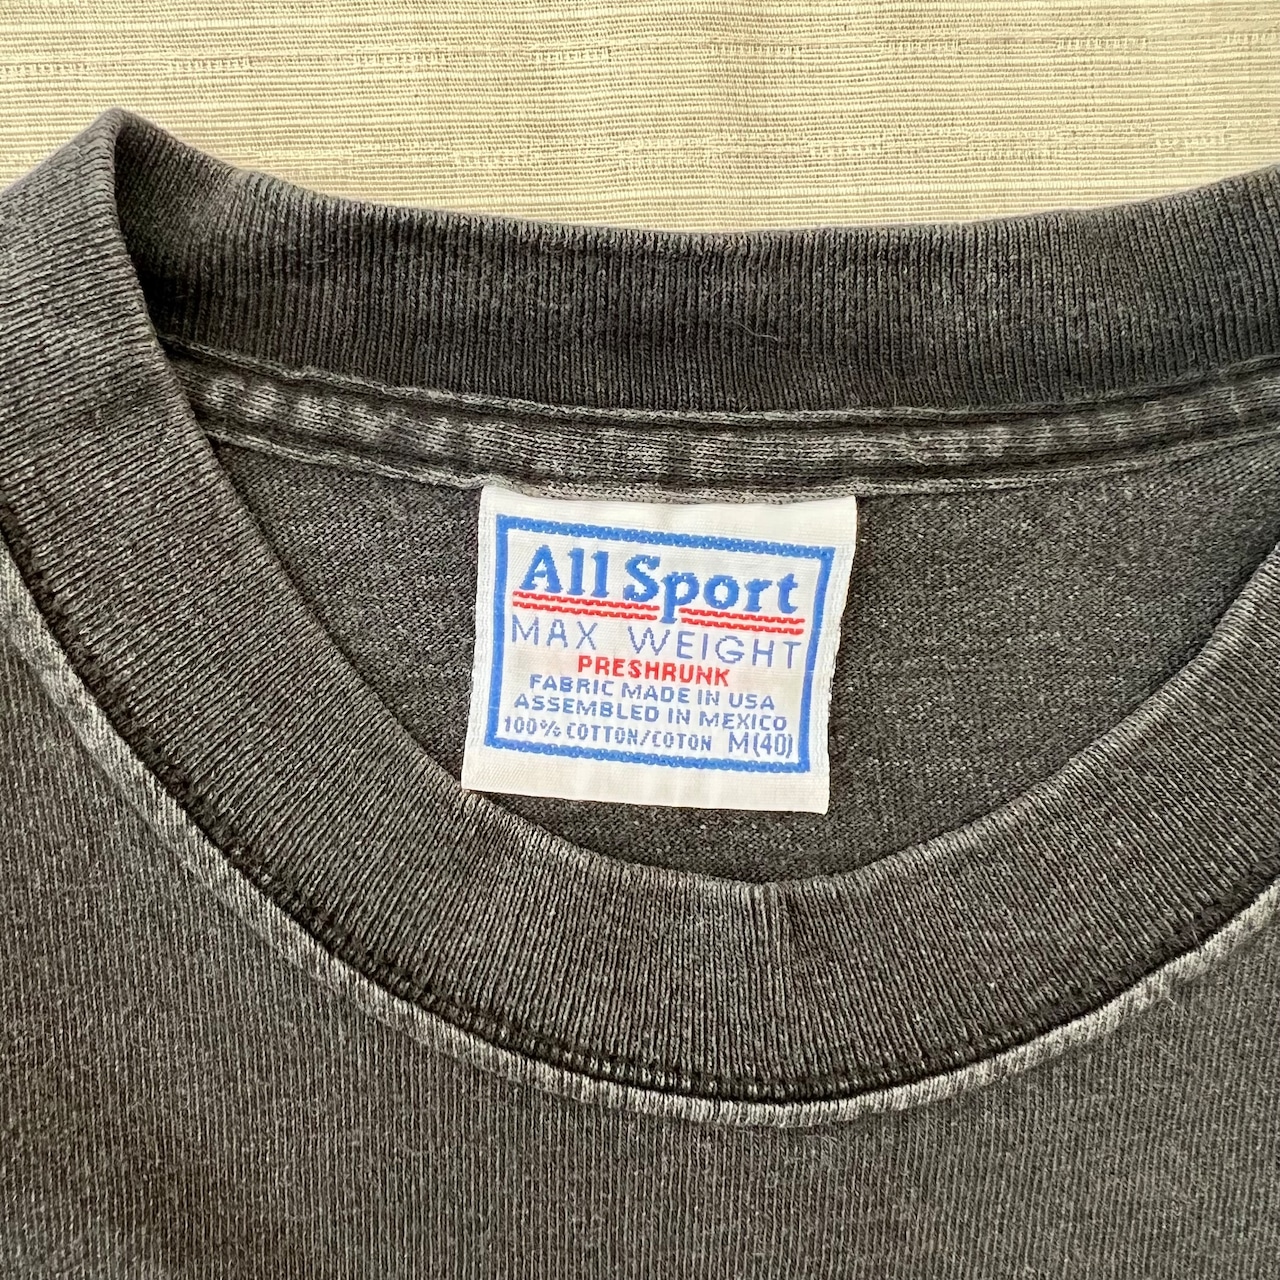 All Sport
MAX WEIGHT
PRESHRUNK
FABRIC MADE IN USA
ASSEMBLED IN MEXICO
100% COTTON/COTON M(40)